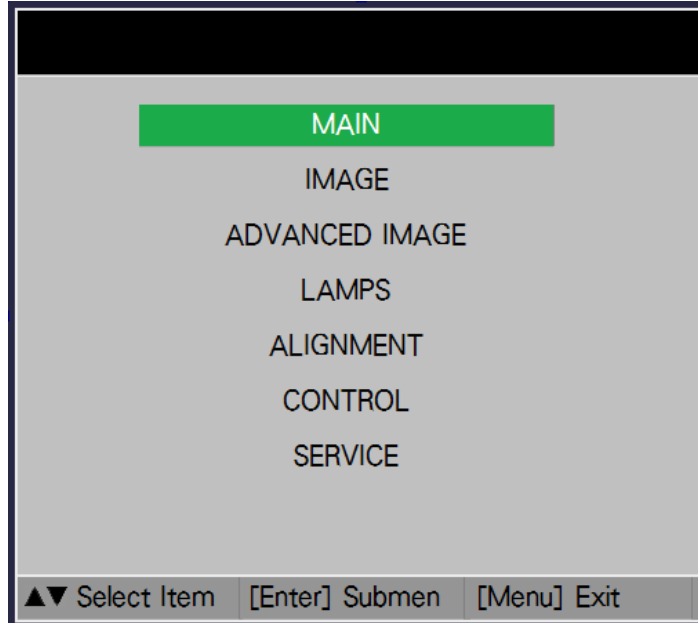 MAIN
IMAGE
ADVANCED IMAGE
LAMPS
ALIGNMENT
CONTROL
SERVICE
▲▼ Select Item [Enter] Submen [Menu] Exit